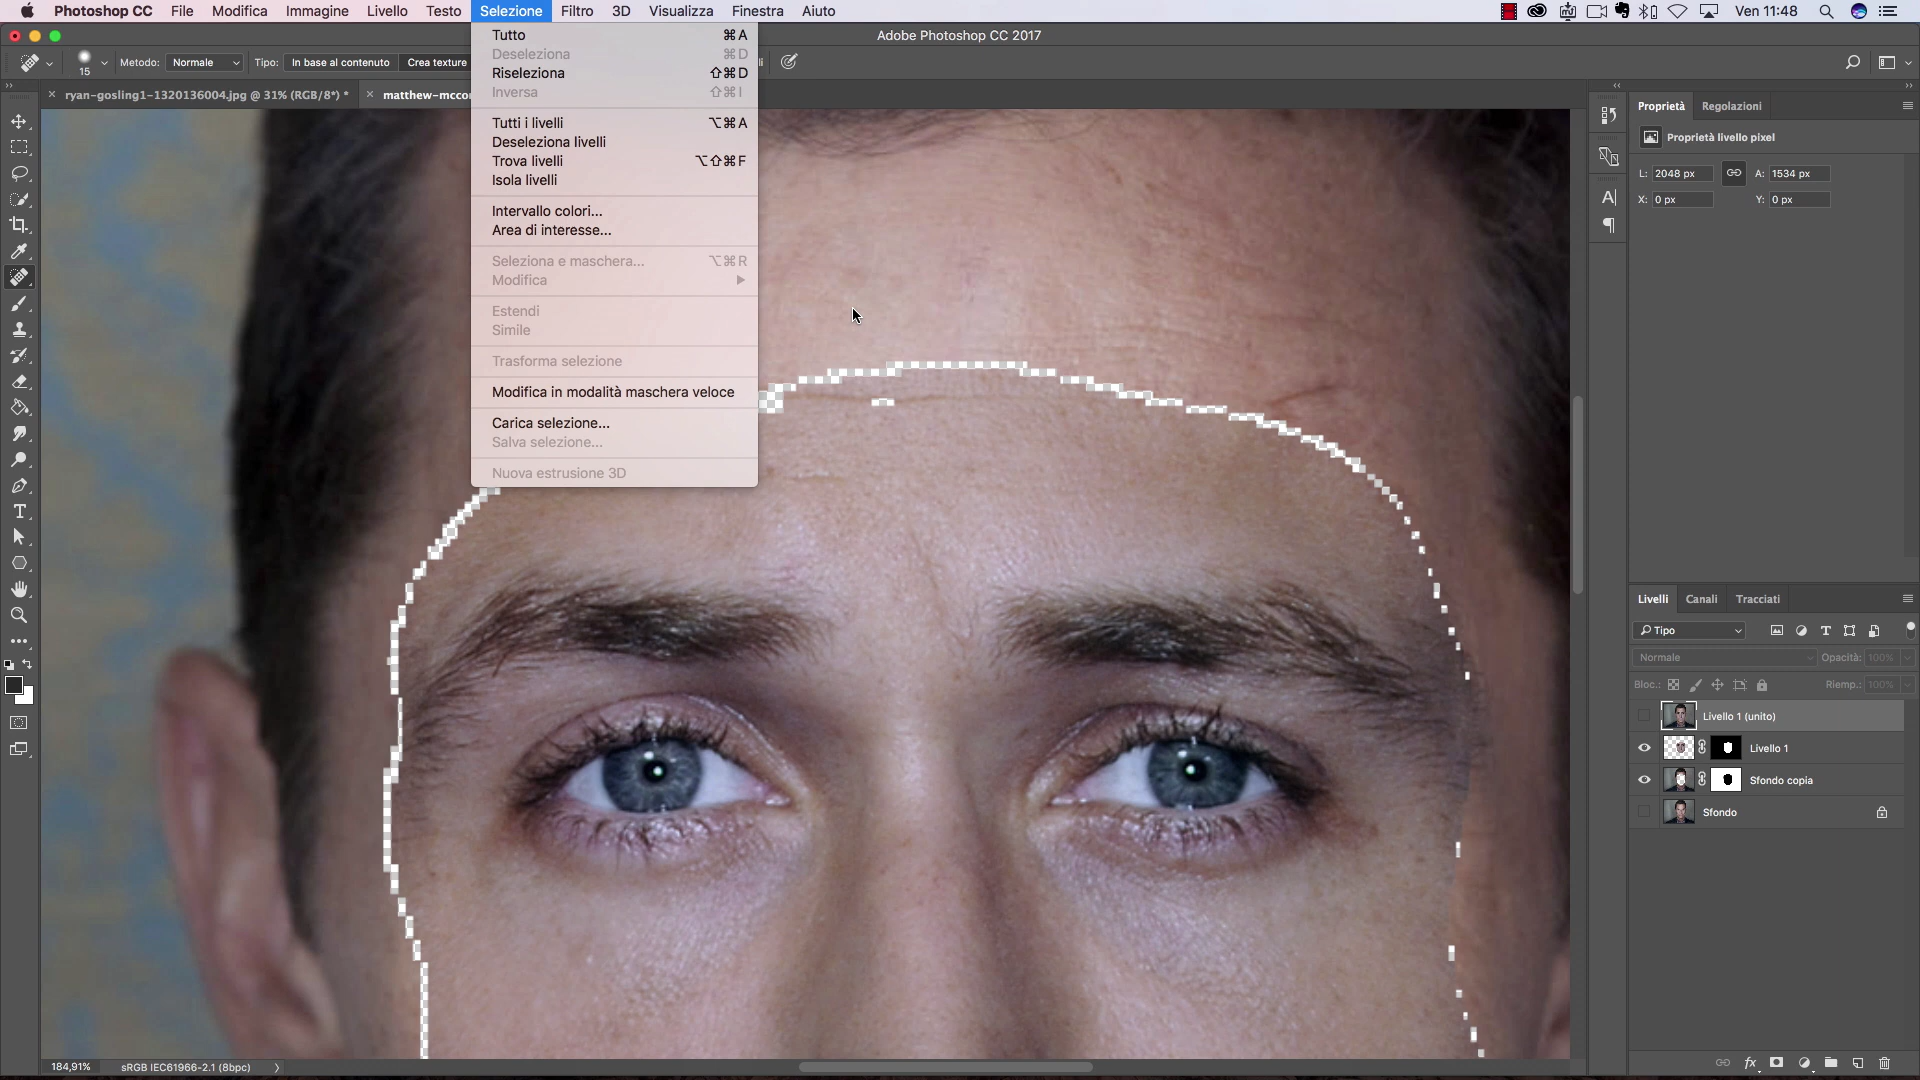 Photoshop CC File Modifica Immagine Livello Testo Selezione Filtro 3D Visualizza Finestra Aiuto Ven 11:48
Adobe Photoshop CC 2017
15 Metodo: Normale Tipo: In base al contenuto Crea texture
ryan-gosling1-1320136004.jpg @ 31% (RGB/8*) *
matthew-mccon
Tutto ⌘A
Deseleziona ⌘D
Riseleziona ⇧⌘D
Inversa ⇧⌘I
Tutti i livelli ⌥⌘A
Deseleziona livelli
Trova livelli ⌥⇧⌘F
Isola livelli
Intervallo colori...
Area di interesse...
Seleziona e maschera... ⌥⌘R
Modifica
Estendi
Simile
Trasforma selezione
Modifica in modalità maschera veloce
Carica selezione...
Salva selezione...
Nuova estrusione 3D
Proprietà Regolazioni
Proprietà livello pixel
L: 2048 px A: 1534 px
X: 0 px Y: 0 px
Livelli Canali Tracciati
Tipo
Normale Opacità: 100%
Bloc.: Riemp.: 100%
Livello 1 (unito)
Livello 1
Sfondo copia
Sfondo
184,91% sRGB IEC61966-2.1 (8bpc)